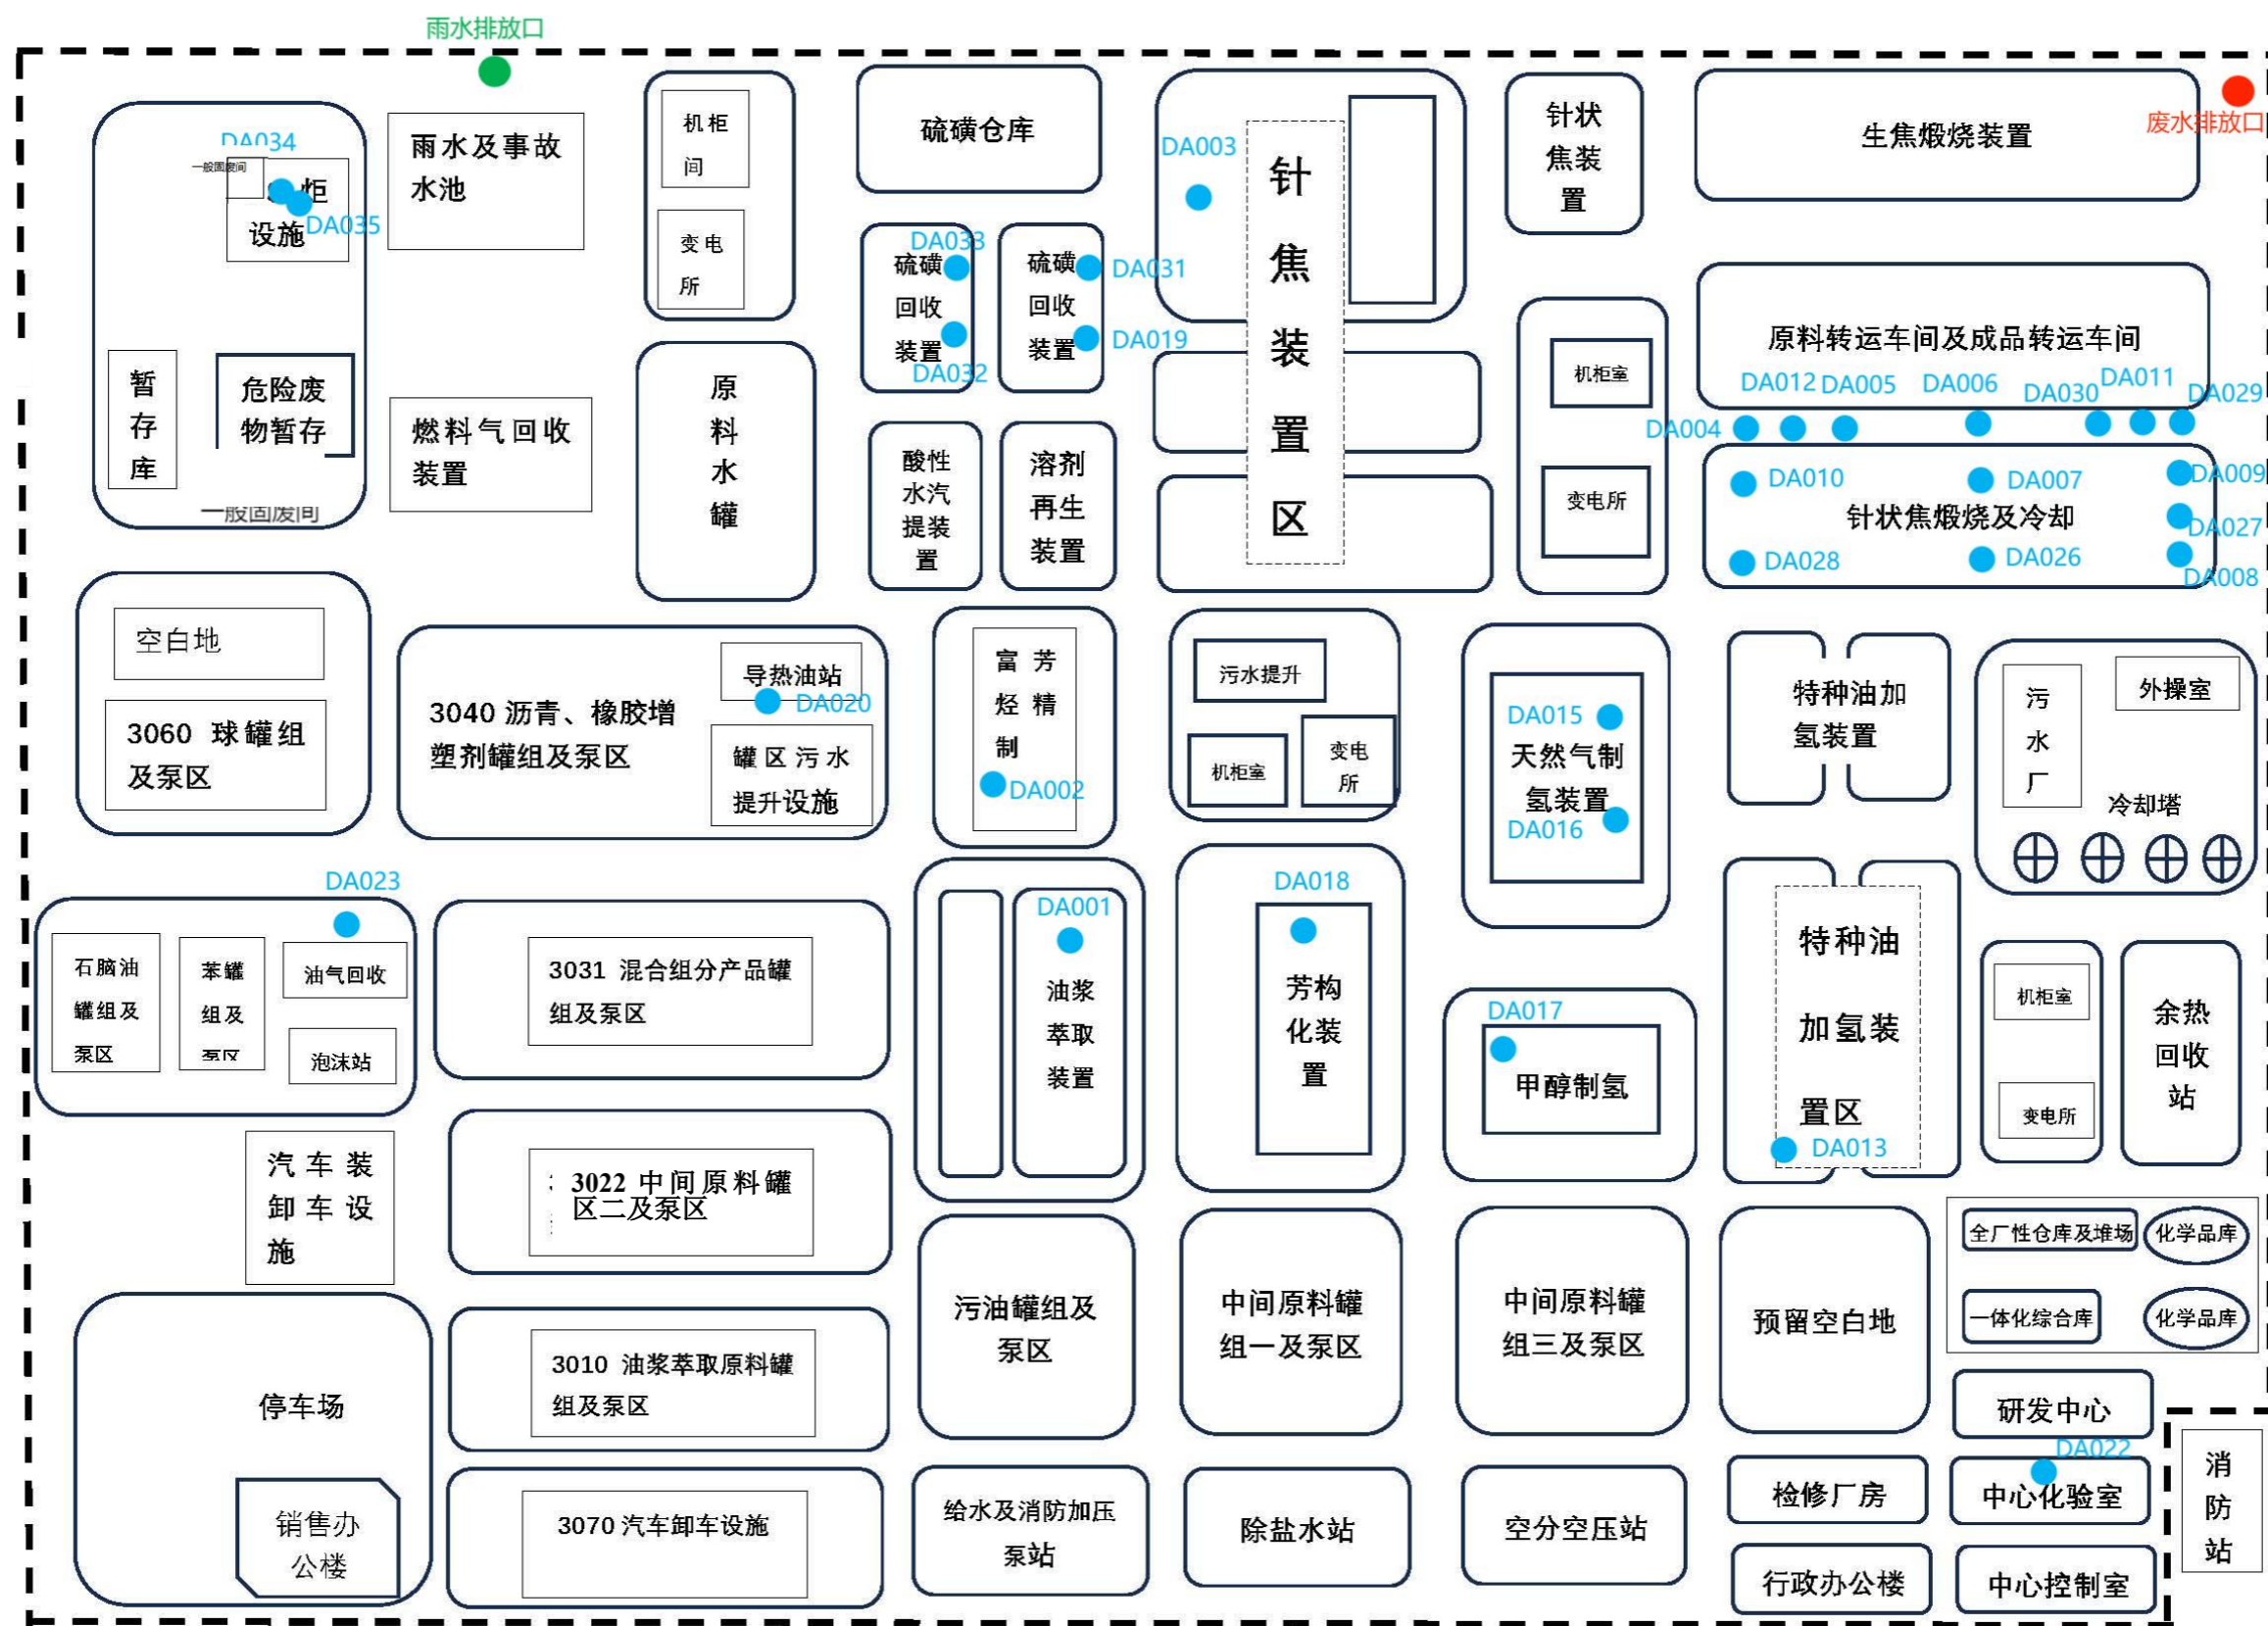 雨水排放口
废水排放口
DA034
一般固废间
炬
设施
DA035
雨水及事故
水池
机柜
间
变电
所
硫磺仓库
DA003
针
焦
装
置
区
针状
焦装
置
生焦煅烧装置
DA033
硫磺
回收
装置
DA032
硫磺
回收
装置
DA031
DA019
原料转运车间及成品转运车间
DA012
DA005
DA006
DA030
DA011
DA029
DA004
机柜室
变电所
暂
存
库
危险废
物暂存
一般固废间
燃料气回收
装置
原
料
水
罐
酸性
水汽
提装
置
溶剂
再生
装置
DA010
DA007
DA009
针状焦煅烧及冷却
DA027
DA028
DA026
DA008
空白地
3060 球罐组
及泵区
3040 沥青、橡胶增
塑剂罐组及泵区
导热油站
DA020
罐区污水
提升设施
富芳
烃精
制
DA002
污水提升
机柜室
变电
所
DA015
天然气制
氢装置
DA016
特种油加
氢装置
污
水
厂
外操室
冷却塔
DA023
石脑油
罐组及
泵区
苯罐
组及
泵区
油气回收
泡沫站
3031 混合组分产品罐
组及泵区
DA001
油浆
萃取
装置
DA018
芳构
化装
置
DA017
甲醇制氢
特种油
加氢装
置区
DA013
机柜室
变电所
余热
回收
站
汽车装
卸车设
施
3022 中间原料罐
区二及泵区
污油罐组及
泵区
中间原料罐
组一及泵区
中间原料罐
组三及泵区
预留空白地
全厂性仓库及堆场
化学品库
一体化综合库
化学品库
停车场
3010 油浆萃取原料罐
组及泵区
研发中心
DA022
销售办
公楼
3070 汽车卸车设施
给水及消防加压
泵站
除盐水站
空分空压站
检修厂房
中心化验室
行政办公楼
中心控制室
消
防
站